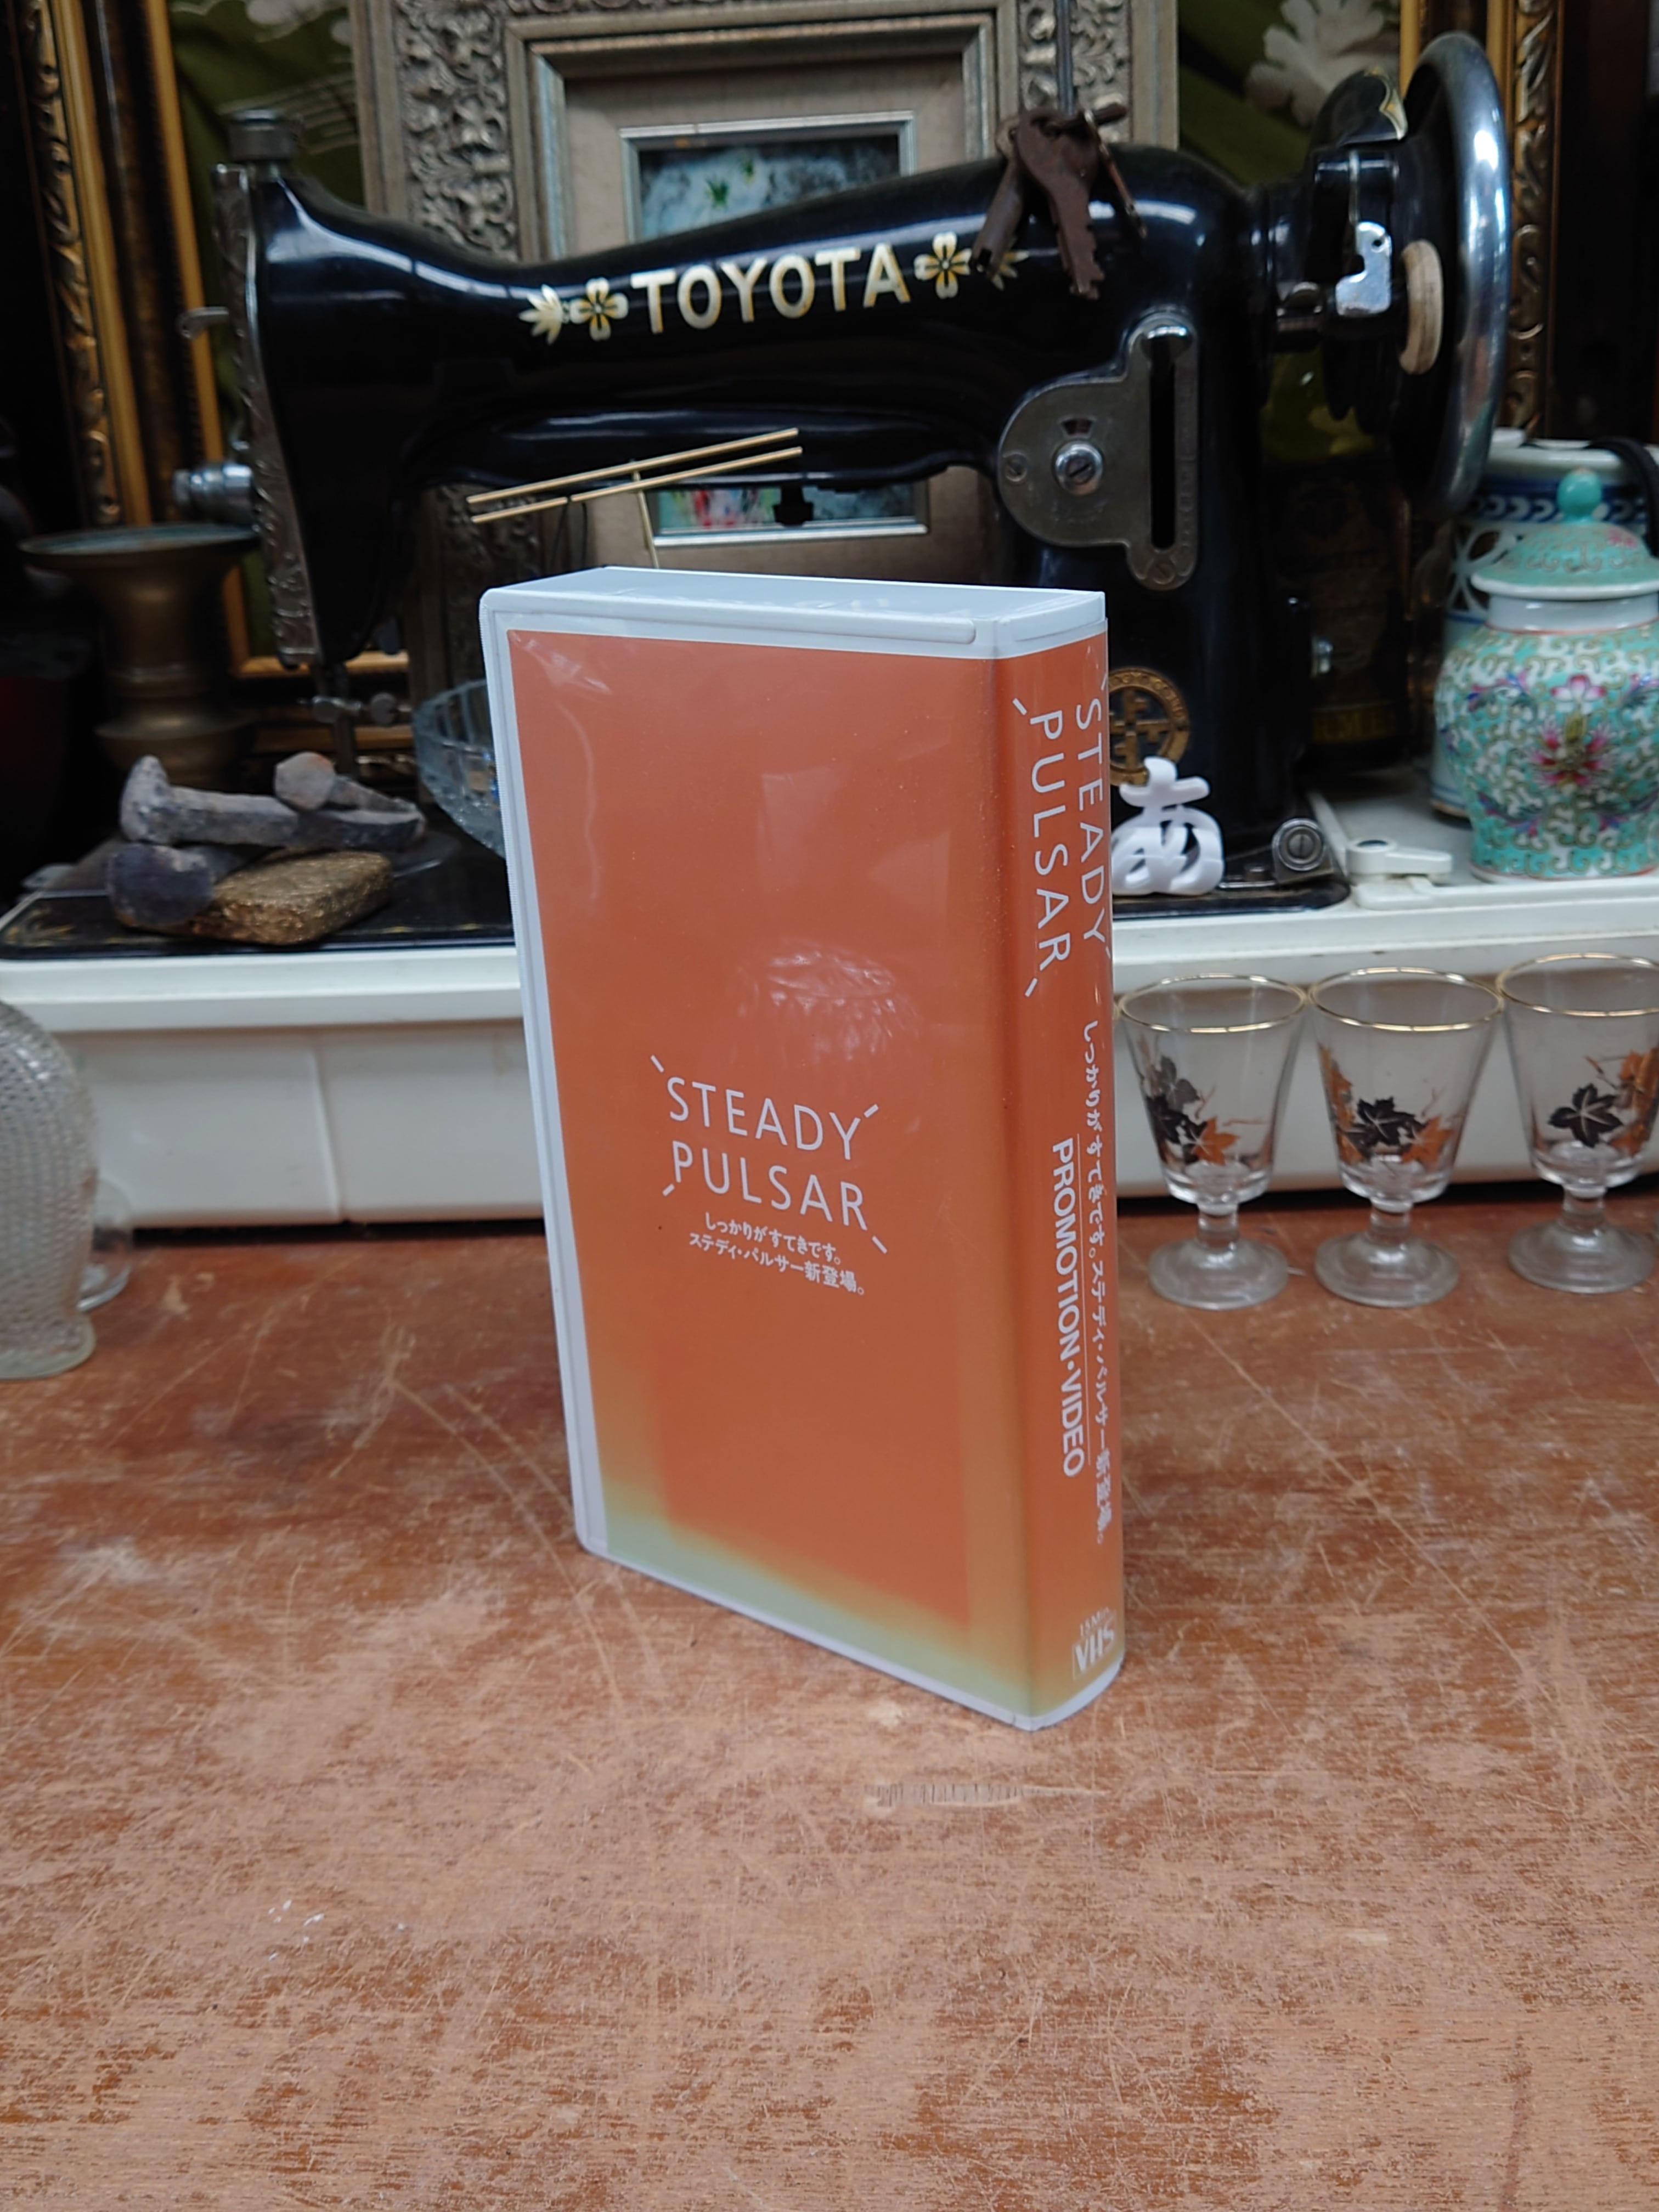 TOYOTA
STEADY
PULSAR
しっかりがすてきです。
ステディ・パルサー新登場。
STEADY
PULSAR
しっかりがすてきです。ステディ・パルサー新登場。
PROMOTION・VIDEO
VHS
あ